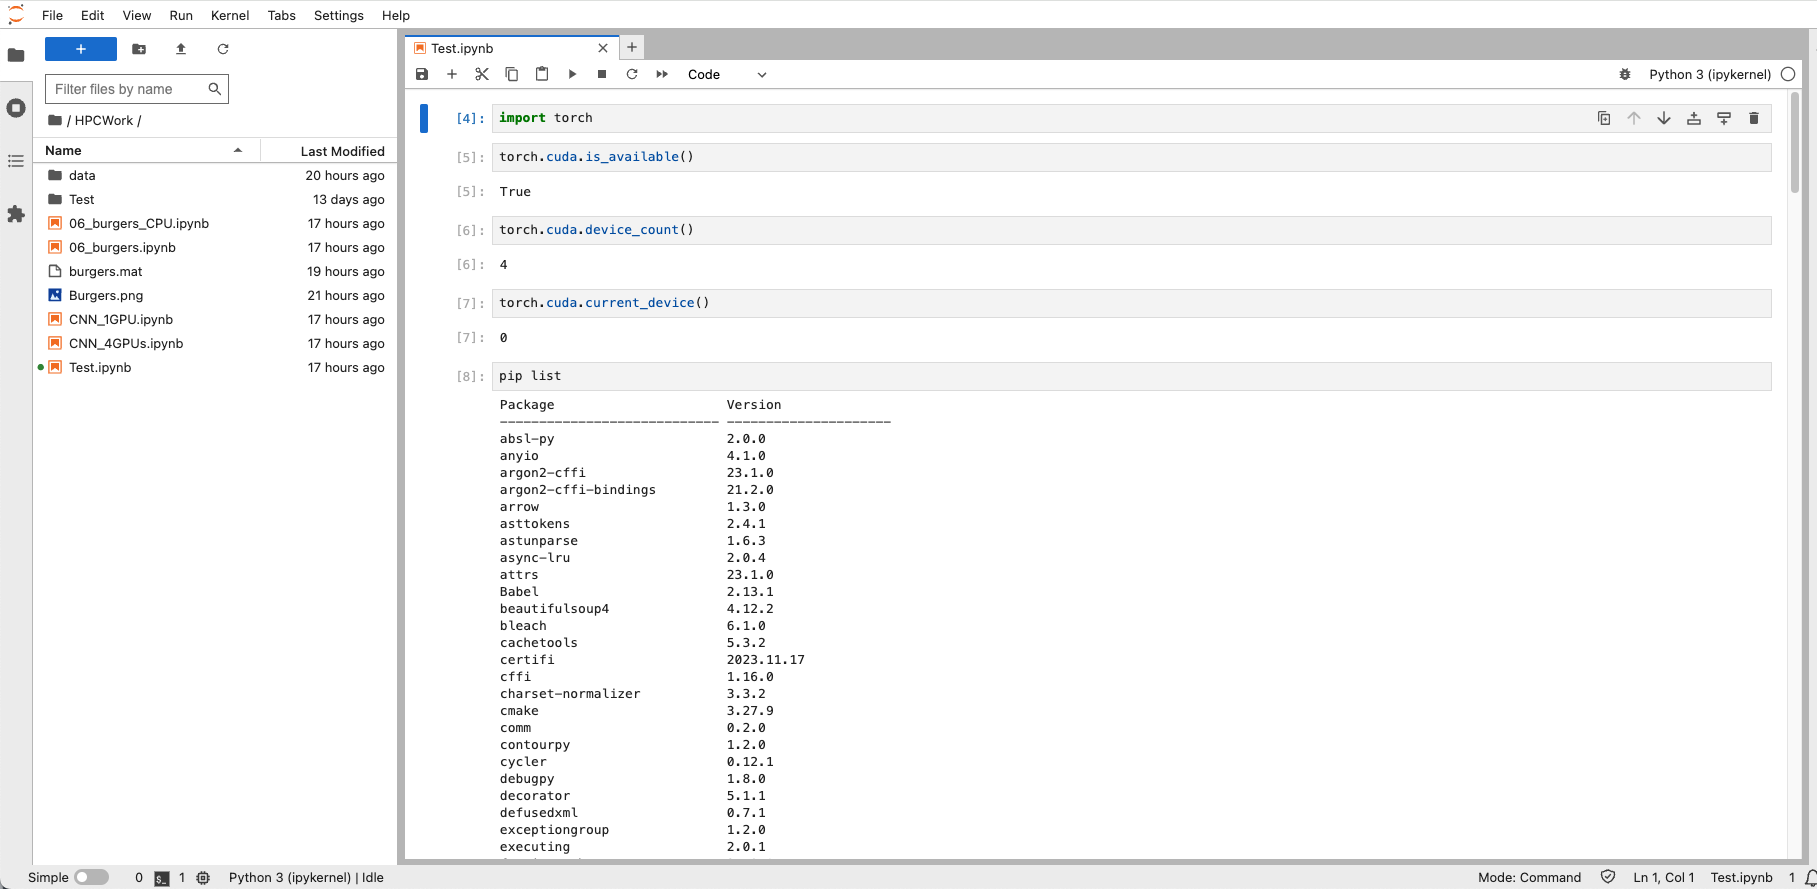 File Edit View Run Kernel Tabs Settings Help
+
Filter files by name
/ HPCWork /
Name Last Modified
data 20 hours ago
Test 13 days ago
06_burgers_CPU.ipynb 17 hours ago
06_burgers.ipynb 17 hours ago
burgers.mat 19 hours ago
Burgers.png 21 hours ago
CNN_1GPU.ipynb 17 hours ago
CNN_4GPUs.ipynb 17 hours ago
Test.ipynb 17 hours ago
Test.ipynb
Code Python 3 (ipykernel)
[4]: import torch
[5]: torch.cuda.is_available()
[5]: True
[6]: torch.cuda.device_count()
[6]: 4
[7]: torch.cuda.current_device()
[7]: 0
[8]: pip list
Package Version
---------------------------- ---------------------
absl-py 2.0.0
anyio 4.1.0
argon2-cffi 23.1.0
argon2-cffi-bindings 21.2.0
arrow 1.3.0
asttokens 2.4.1
astunparse 1.6.3
async-lru 2.0.4
attrs 23.1.0
Babel 2.13.1
beautifulsoup4 4.12.2
bleach 6.1.0
cachetools 5.3.2
certifi 2023.11.17
cffi 1.16.0
charset-normalizer 3.3.2
cmake 3.27.9
comm 0.2.0
contourpy 1.2.0
cycler 0.12.1
debugpy 1.8.0
decorator 5.1.1
defusedxml 0.7.1
exceptiongroup 1.2.0
executing 2.0.1
Simple 0 $_ 1 Python 3 (ipykernel) | Idle Mode: Command Ln 1, Col 1 Test.ipynb 1